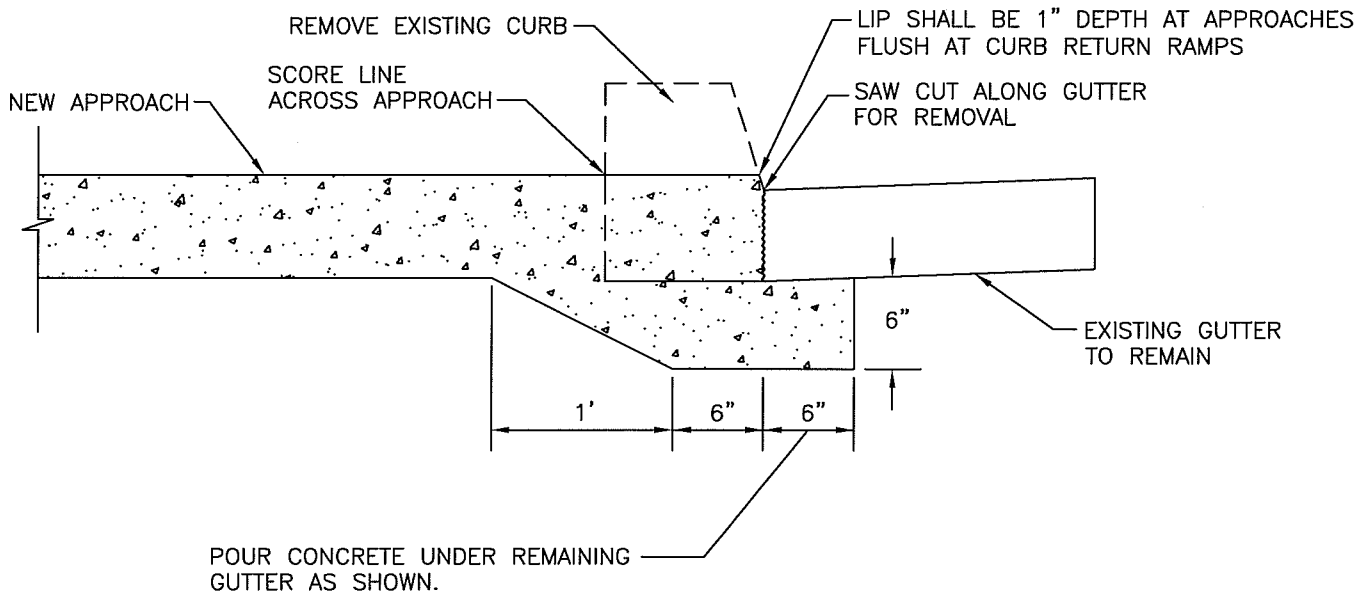 REMOVE EXISTING CURB
LIP SHALL BE 1" DEPTH AT APPROACHES
FLUSH AT CURB RETURN RAMPS
SCORE LINE
ACROSS APPROACH
NEW APPROACH
SAW CUT ALONG GUTTER
FOR REMOVAL
6"
EXISTING GUTTER
TO REMAIN
1'
6"
6"
POUR CONCRETE UNDER REMAINING
GUTTER AS SHOWN.